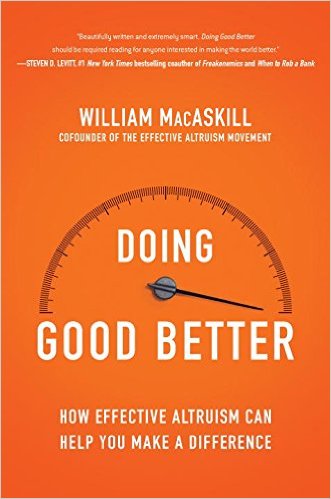 "Beautifully written and extremely smart. Doing Good Better
should be required reading for anyone interested in making the world better."
—STEVEN D. LEVITT, #1 New York Times bestselling coauthor of Freakonomics and When to Rob a Bank
WILLIAM MACASKILL
COFOUNDER OF THE EFFECTIVE ALTRUISM MOVEMENT
DOING
GOOD BETTER
HOW EFFECTIVE ALTRUISM CAN
HELP YOU MAKE A DIFFERENCE